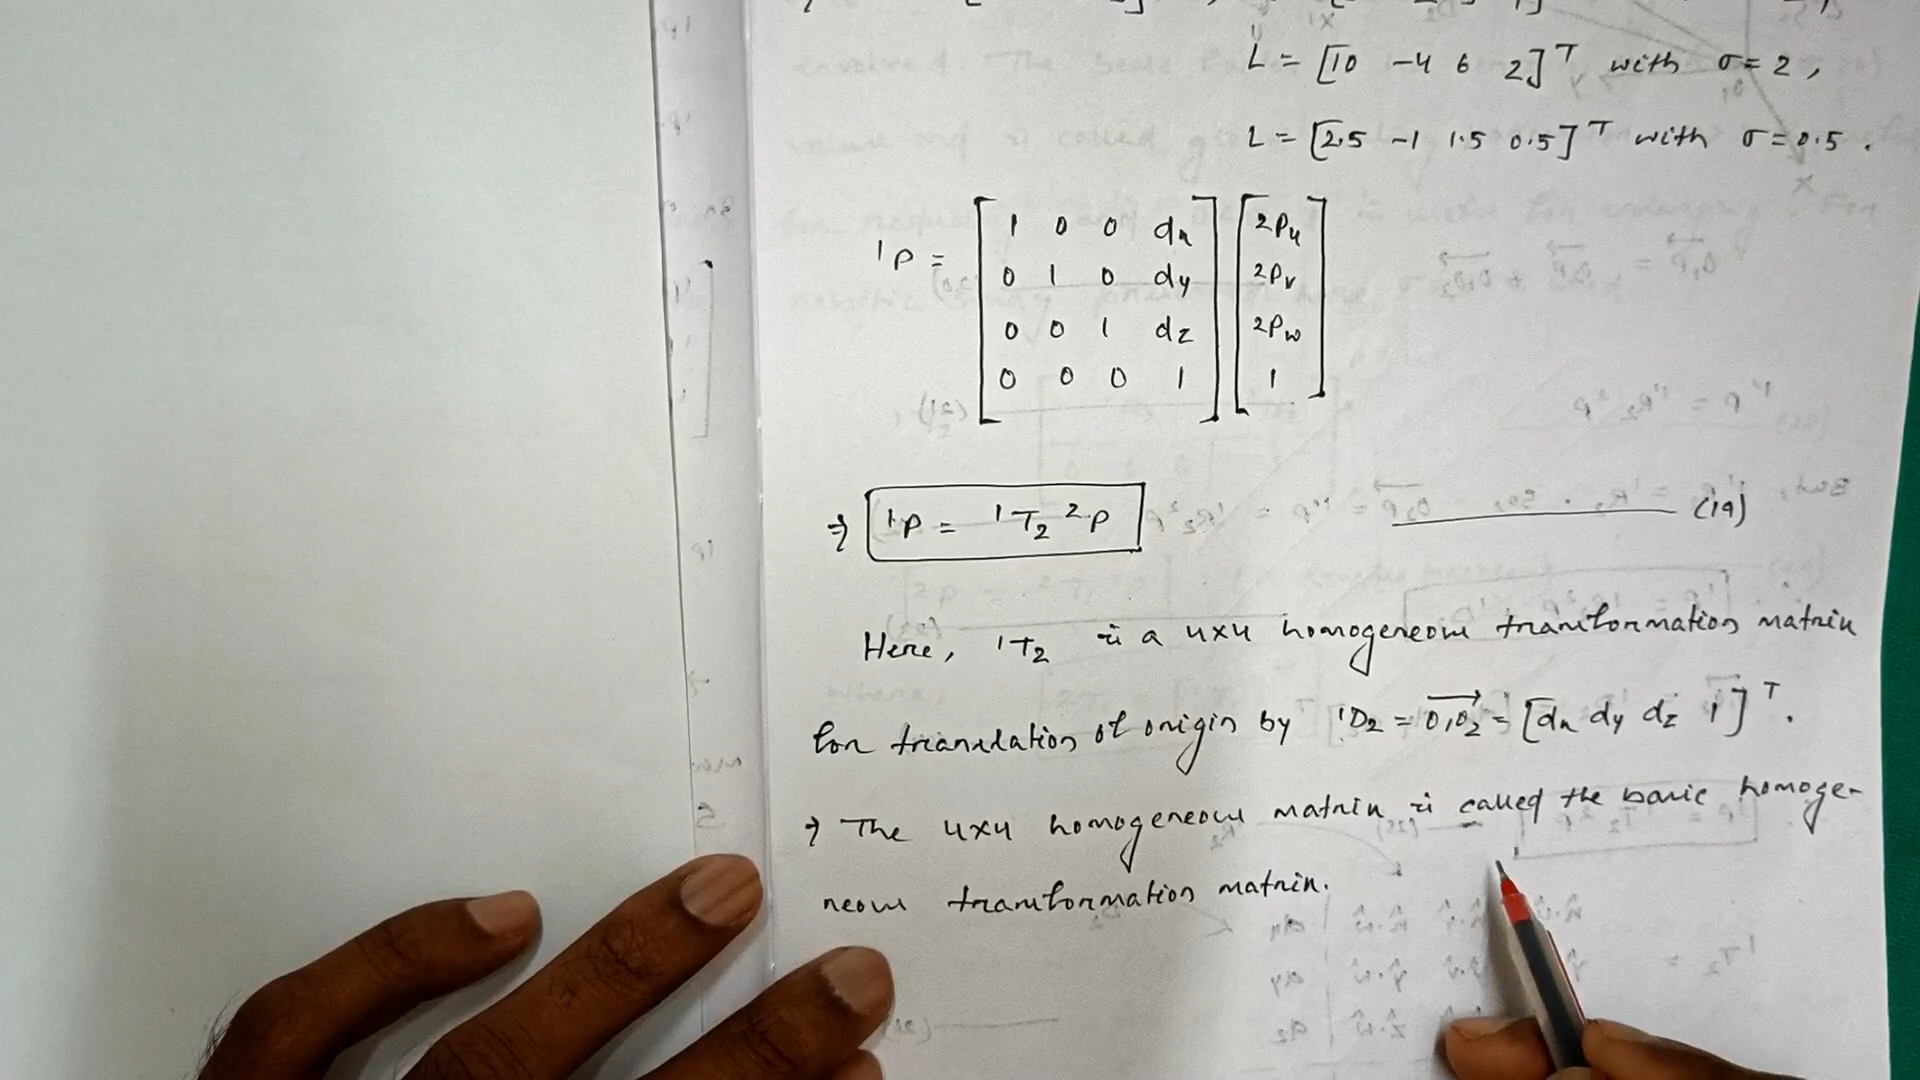 L = [10 -4 6 2]ᵀ with σ = 2,
L = [2.5 -1 1.5 0.5]ᵀ with σ = 0.5.
¹P = [1 0 0 dx] [²Pu]
[0 1 0 dy] [²Pv]
[0 0 1 dz] [²Pw]
[0 0 0 1] [1]
⇒ ¹P = ¹T₂ ²P (19)
Here, ¹T₂ is a 4x4 homogeneous transformation matrix
for translation of origin by ¹D₂ = O₁O₂ = [dx dy dz 1]ᵀ.
→ The 4x4 homogeneous matrix is called the basic homoge-
neous transformation matrix.